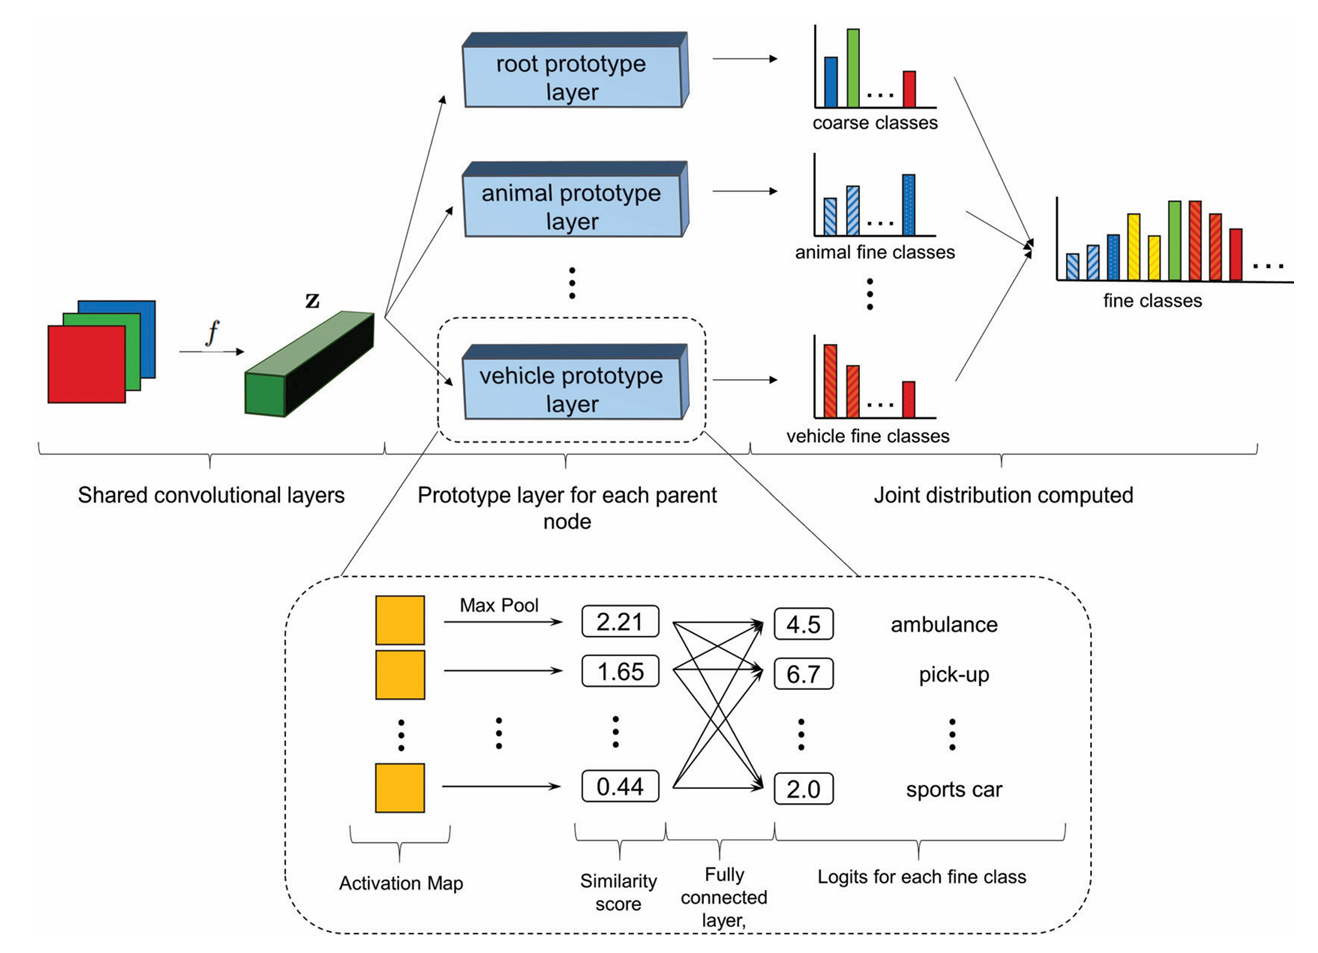 root prototype
layer
coarse classes
animal prototype
layer
animal fine classes
fine classes
f
z
vehicle prototype
layer
vehicle fine classes
Shared convolutional layers
Prototype layer for each parent
node
Joint distribution computed
Max Pool
2.21
4.5
ambulance
1.65
6.7
pick-up
0.44
2.0
sports car
Activation Map
Similarity
score
Fully
connected
layer,
Logits for each fine class